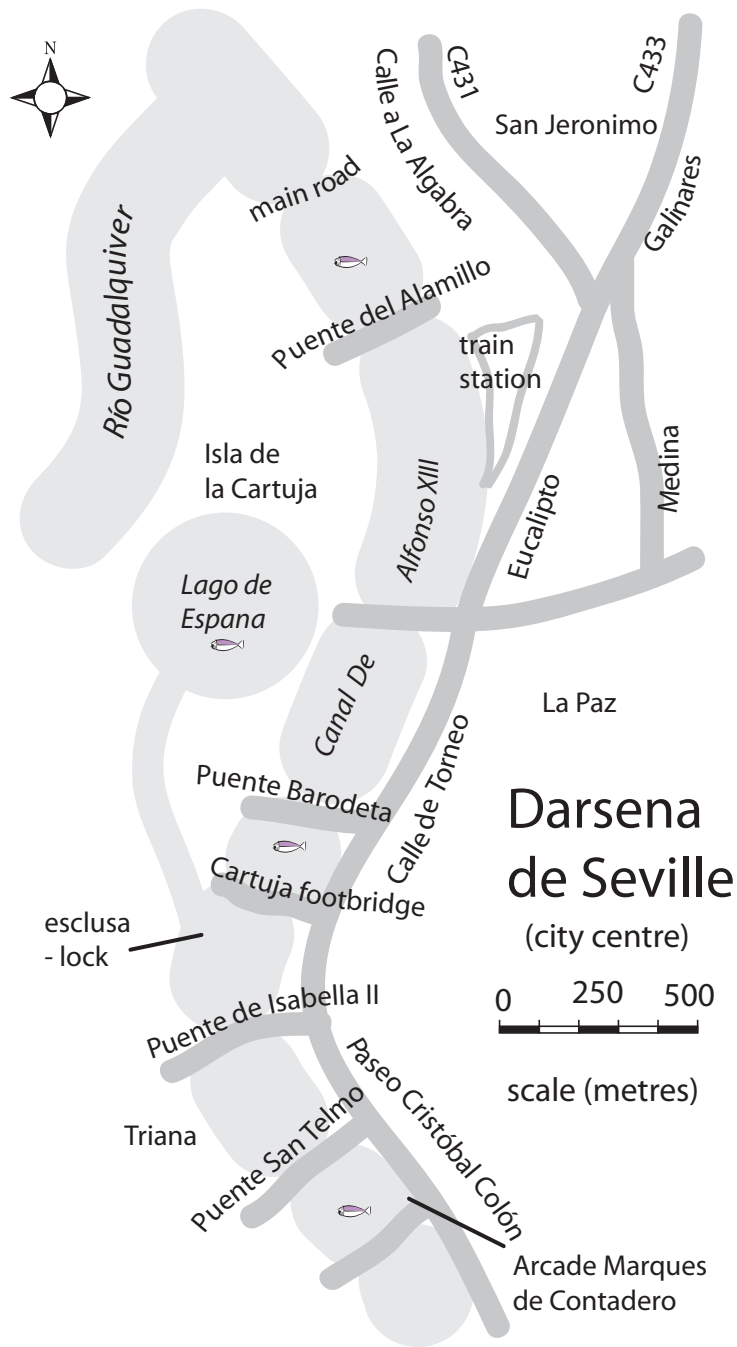 N
C431
C433
Calle a La Algabra
San Jeronimo
main road
Galinares
Río Guadalquiver
Puente del Alamillo
train
station
Isla de
la Cartuja
Medina
Alfonso XIII
Eucalipto
Lago de
Espana
Canal De
La Paz
Puente Barodeta
Calle de Torneo
Darsena
de Seville
(city centre)
Cartuja footbridge
esclusa
- lock
0 250 500
scale (metres)
Puente de Isabella II
Paseo Cristóbal Colón
Triana
Puente San Telmo
Arcade Marques
de Contadero